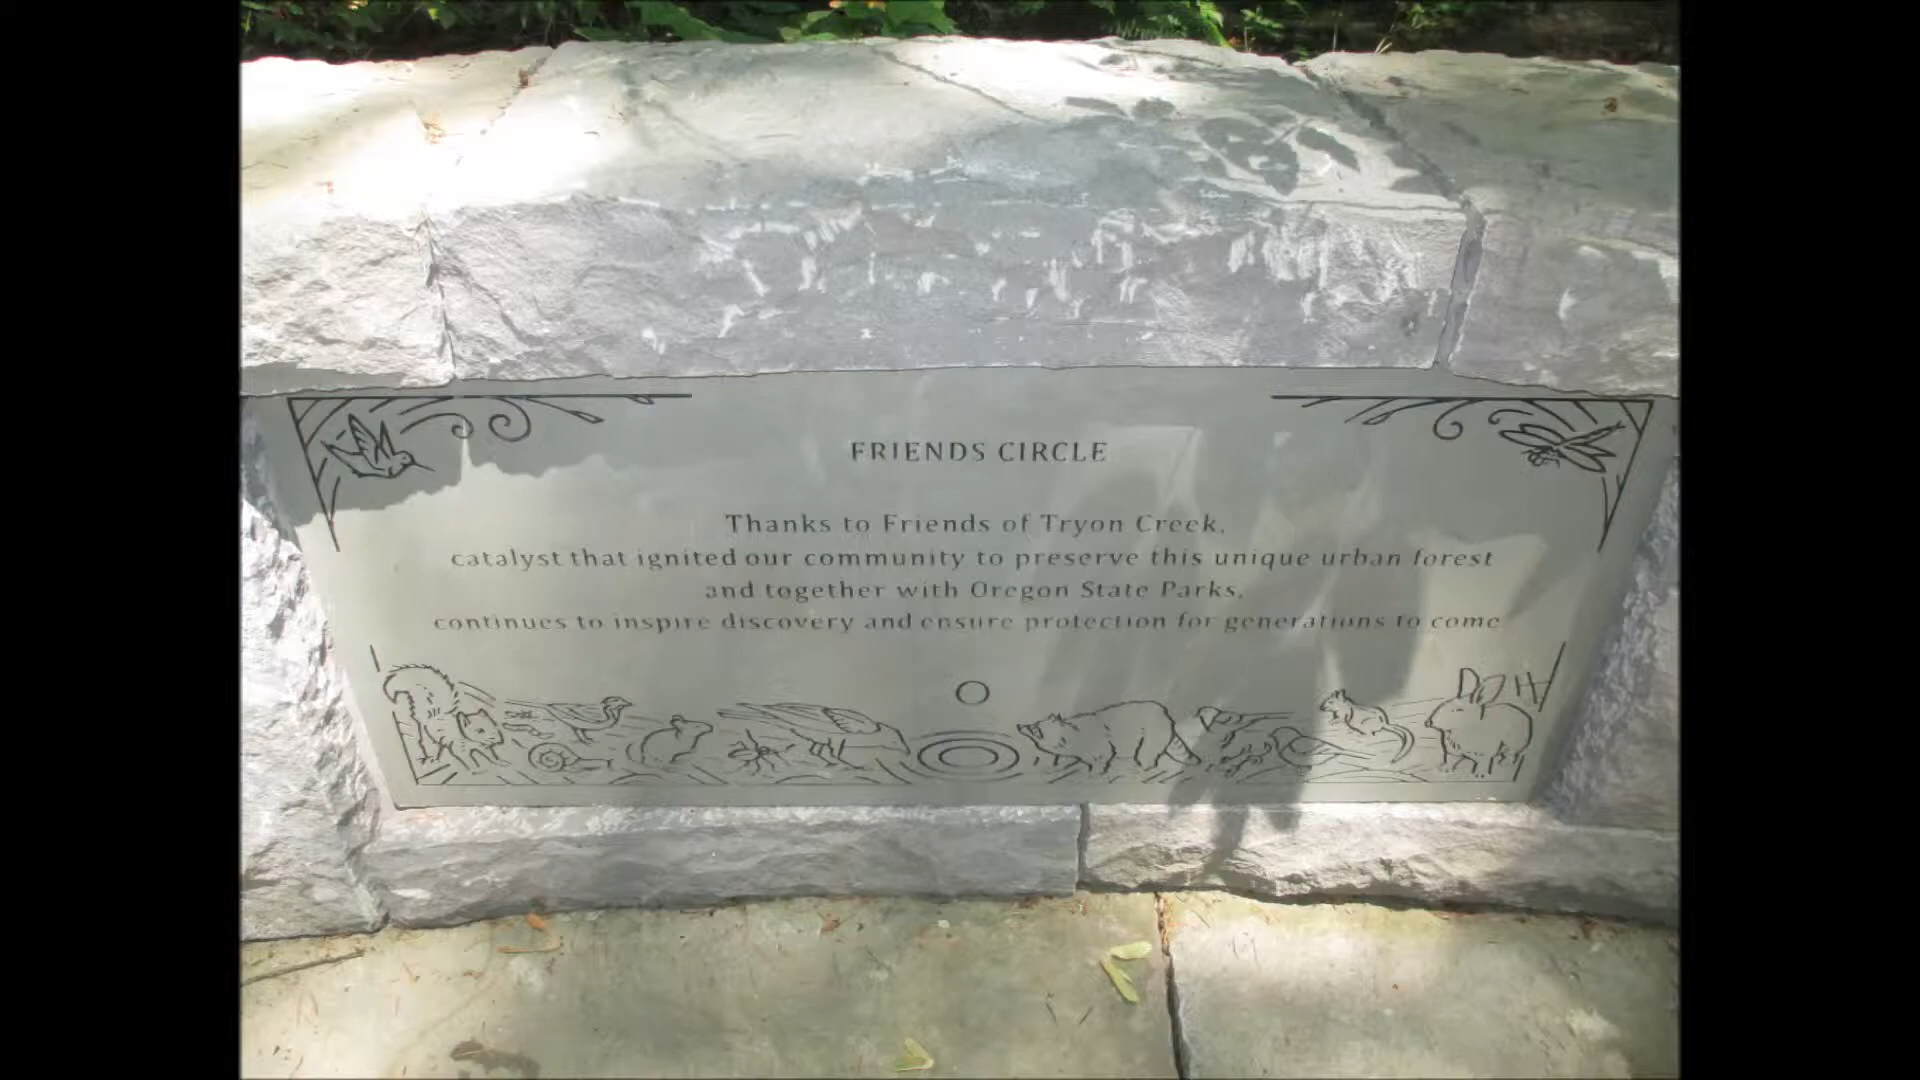 FRIENDS CIRCLE
Thanks to Friends of Tryon Creek,
catalyst that ignited our community to preserve this unique urban forest
and together with Oregon State Parks,
continues to inspire discovery and ensure protection for generations to come